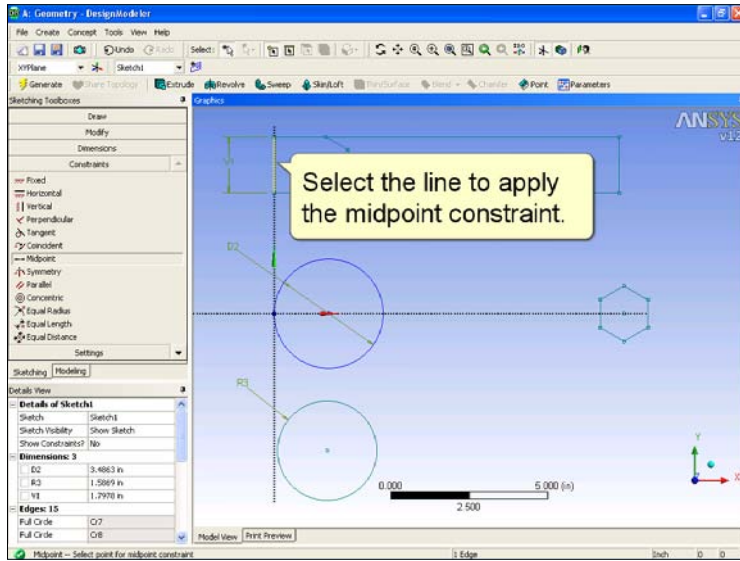 A: Geometry - DesignModeler
File Create Concept Tools View Help
Undo Redo Select:
XYPlane Sketch1
Generate Share Topology Extrude Revolve Sweep Skin/Loft Thin/Surface Blend Chamfer Point Parameters
Sketching Toolboxes
Graphics
Draw
Modify
Dimensions
Constraints
Fixed
Horizontal
Vertical
Perpendicular
Tangent
Coincident
Midpoint
Symmetry
Parallel
Concentric
Equal Radius
Equal Length
Equal Distance
Settings
Sketching Modeling
Details View
Details of Sketch1
Sketch Sketch1
Sketch Visibility Show Sketch
Show Constraints? No
Dimensions: 3
D2 3.4863 in
R3 1.5869 in
V1 1.7978 in
Edges: 15
Full Circle Cr7
Full Circle Cr8
ANSYS
v12
V1
Select the line to apply
the midpoint constraint.
D2
R3
0.000 5.000 (in)
2.500
Y
X
Model View Print Preview
Midpoint -- Select point for midpoint constraint 1 Edge Inch 0 0